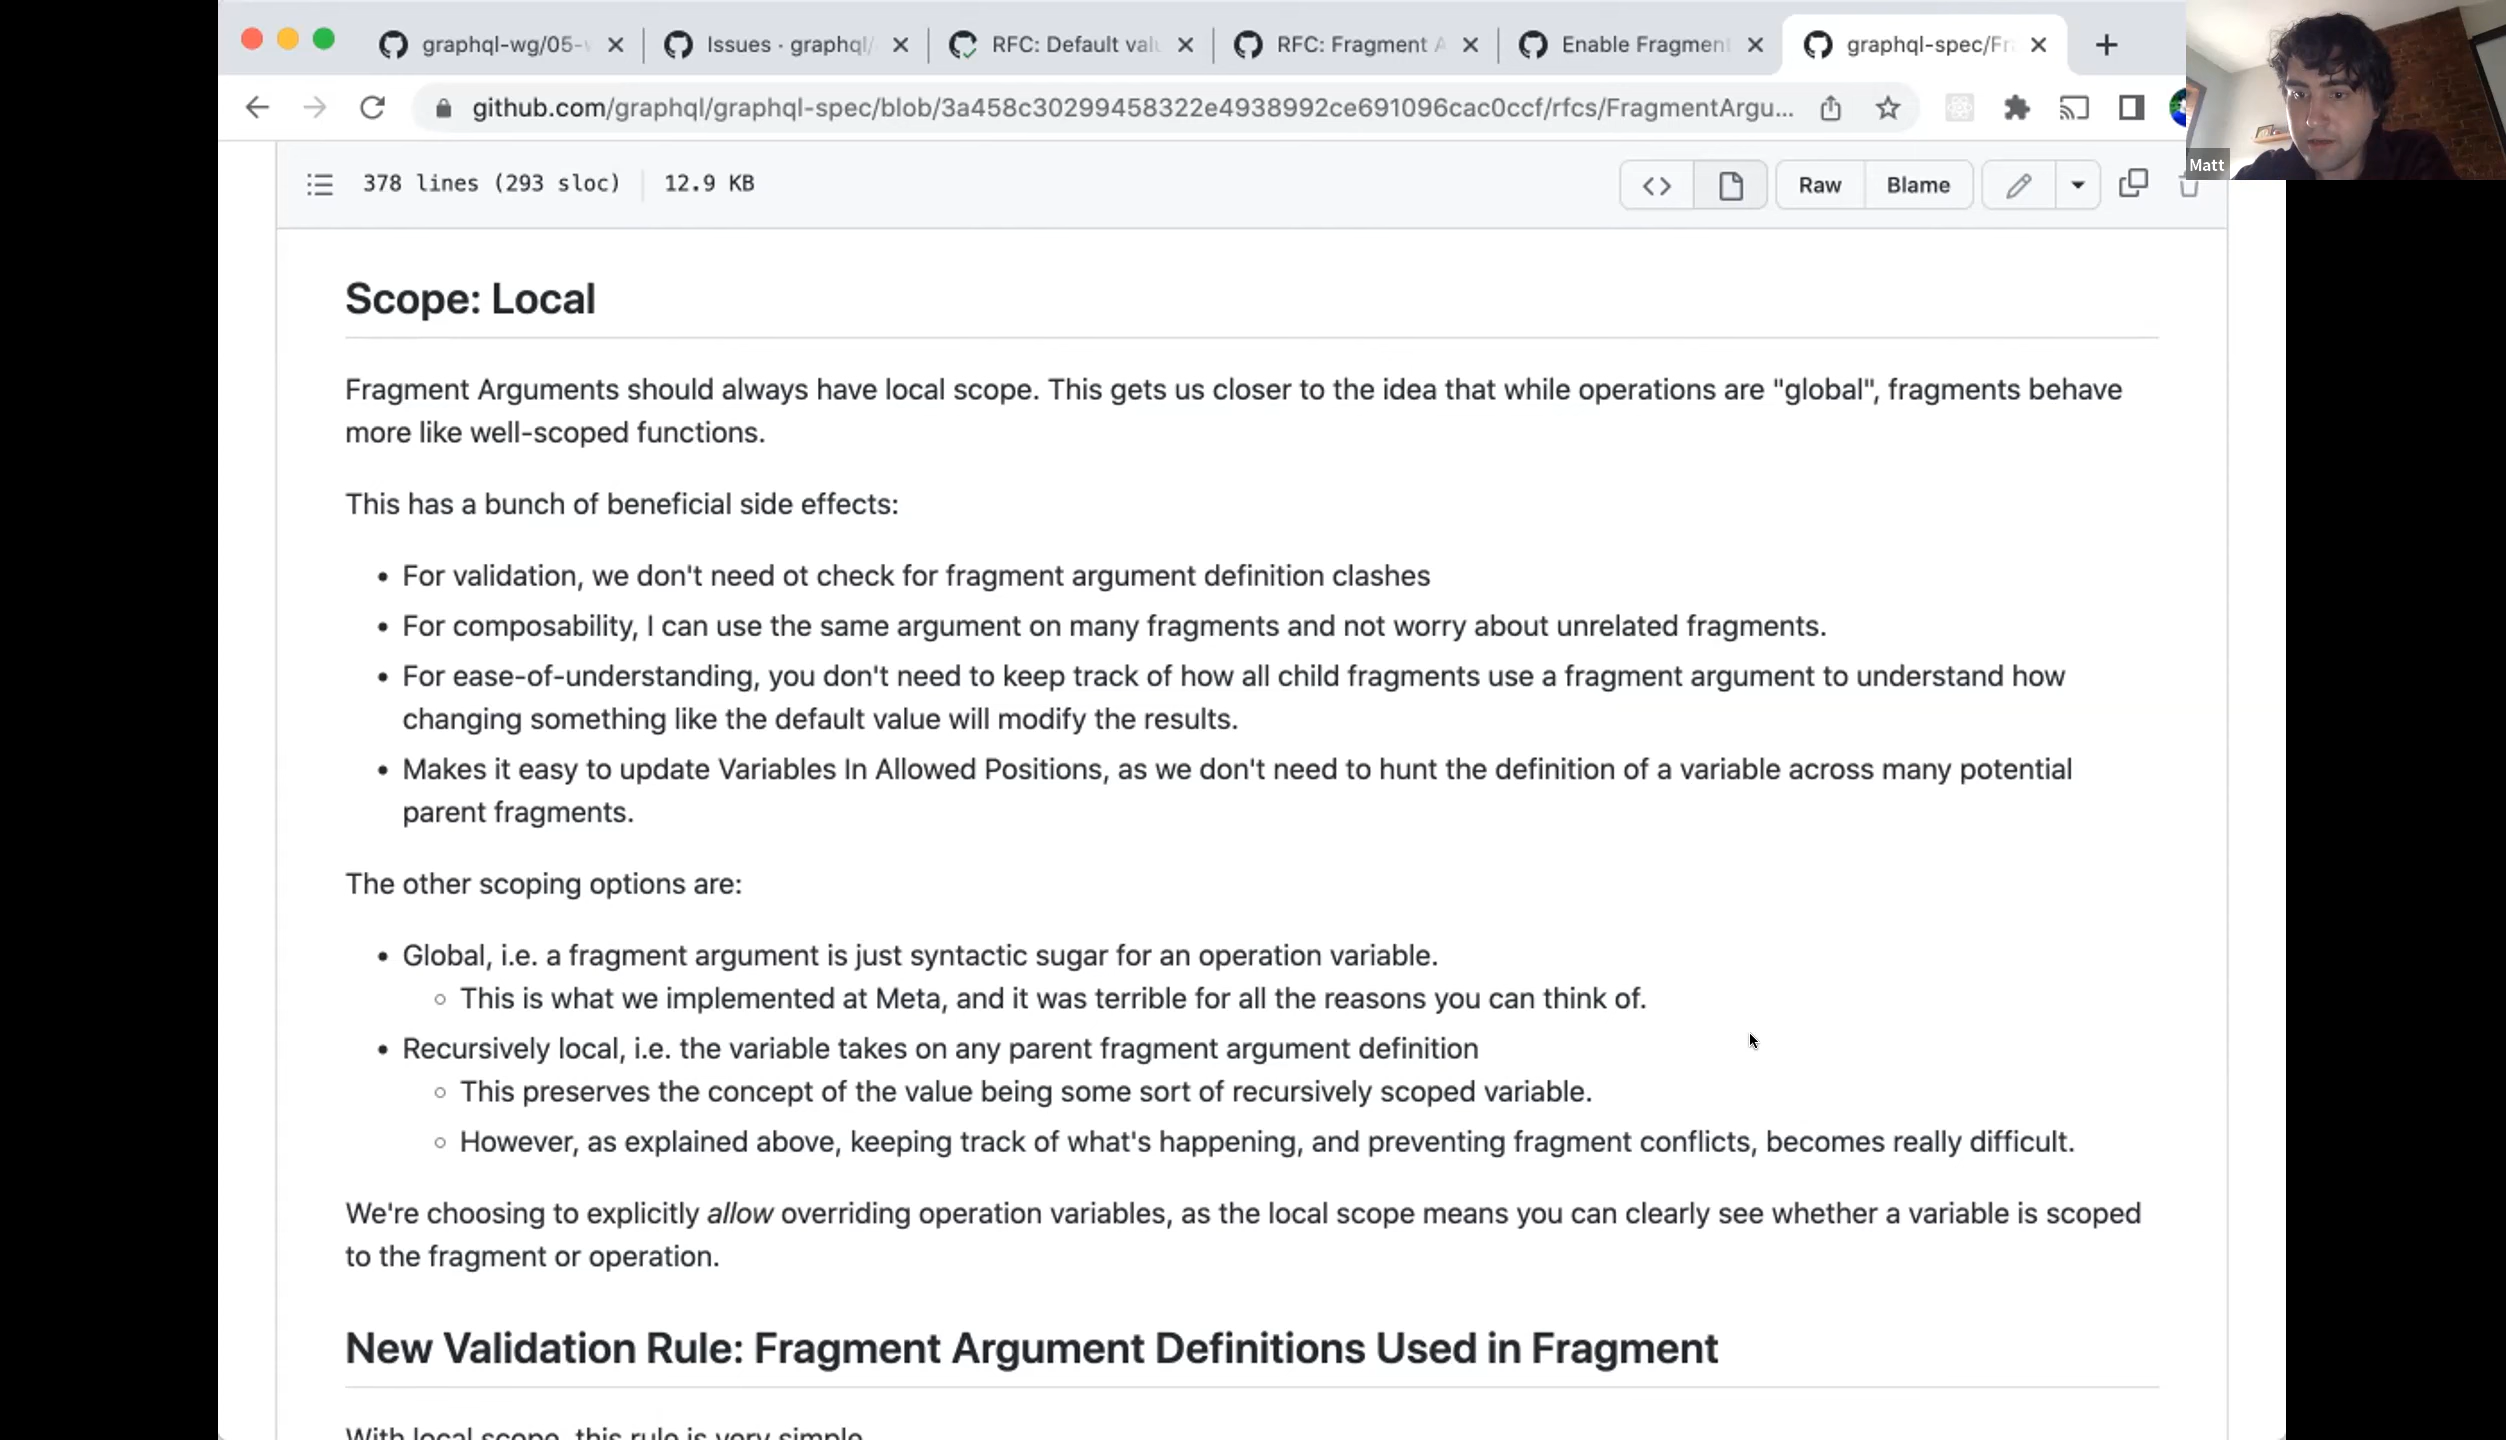 graphql-wg/05-
Issues · graphql/
RFC: Default val
RFC: Fragment A
Enable Fragment
graphql-spec/Fr
github.com/graphql/graphql-spec/blob/3a458c30299458322e4938992ce691096cac0ccf/rfcs/FragmentArgu...
Matt
378 lines (293 sloc) 12.9 KB
Raw
Blame
Scope: Local
Fragment Arguments should always have local scope. This gets us closer to the idea that while operations are "global", fragments behave
more like well-scoped functions.
This has a bunch of beneficial side effects:
• For validation, we don't need ot check for fragment argument definition clashes
• For composability, I can use the same argument on many fragments and not worry about unrelated fragments.
• For ease-of-understanding, you don't need to keep track of how all child fragments use a fragment argument to understand how
changing something like the default value will modify the results.
• Makes it easy to update Variables In Allowed Positions, as we don't need to hunt the definition of a variable across many potential
parent fragments.
The other scoping options are:
• Global, i.e. a fragment argument is just syntactic sugar for an operation variable.
◦ This is what we implemented at Meta, and it was terrible for all the reasons you can think of.
• Recursively local, i.e. the variable takes on any parent fragment argument definition
◦ This preserves the concept of the value being some sort of recursively scoped variable.
◦ However, as explained above, keeping track of what's happening, and preventing fragment conflicts, becomes really difficult.
We're choosing to explicitly allow overriding operation variables, as the local scope means you can clearly see whether a variable is scoped
to the fragment or operation.
New Validation Rule: Fragment Argument Definitions Used in Fragment
With local scope, this rule is very simple